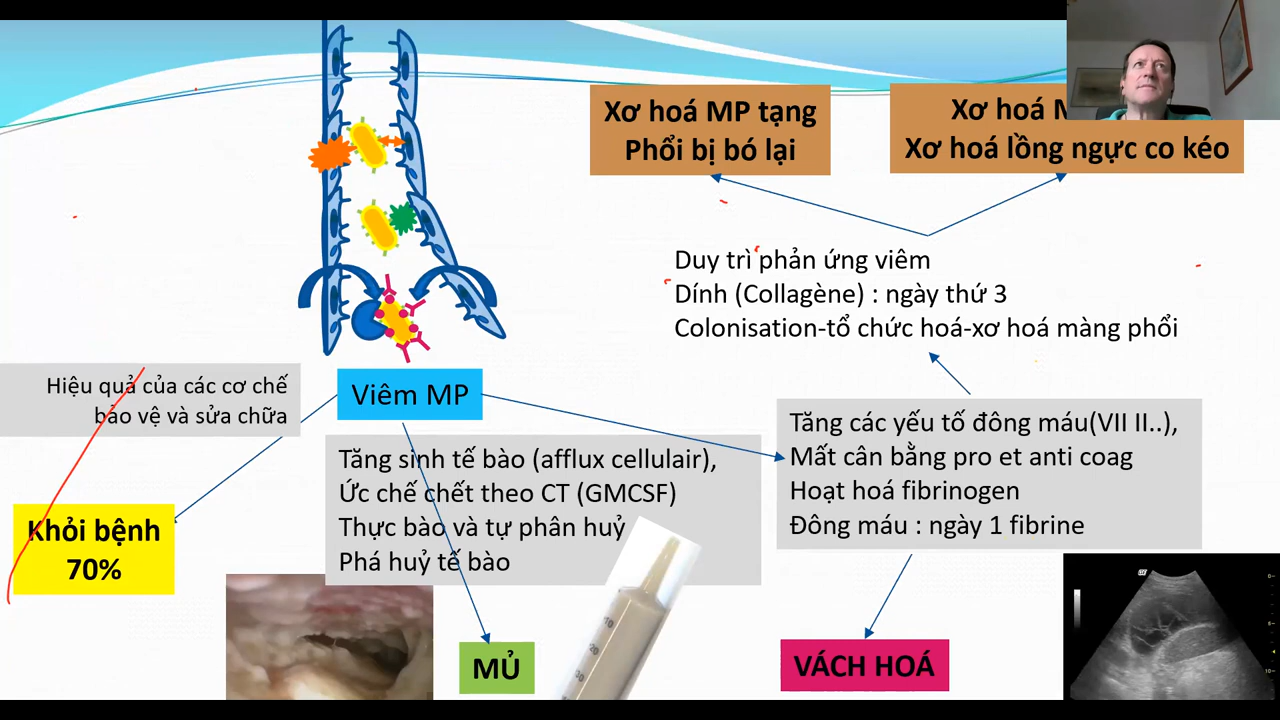 Xơ hoá MP tạng
Phổi bị bó lại
Xơ hoá
Xơ hoá lồng ngực co kéo
Duy trì phản ứng viêm
Dính (Collagène) : ngày thứ 3
Colonisation-tổ chức hoá-xơ hoá màng phổi
Hiệu quả của các cơ chế
bảo vệ và sửa chữa
Viêm MP
Tăng sinh tế bào (afflux cellulair),
Ức chế chết theo CT (GMCSF)
Thực bào và tự phân huỷ
Phá huỷ tế bào
Tăng các yếu tố đông máu(VII II..),
Mất cân bằng pro et anti coag
Hoạt hoá fibrinogen
Đông máu : ngày 1 fibrine
Khỏi bệnh
70%
MỦ
10
20
30
VÁCH HOÁ